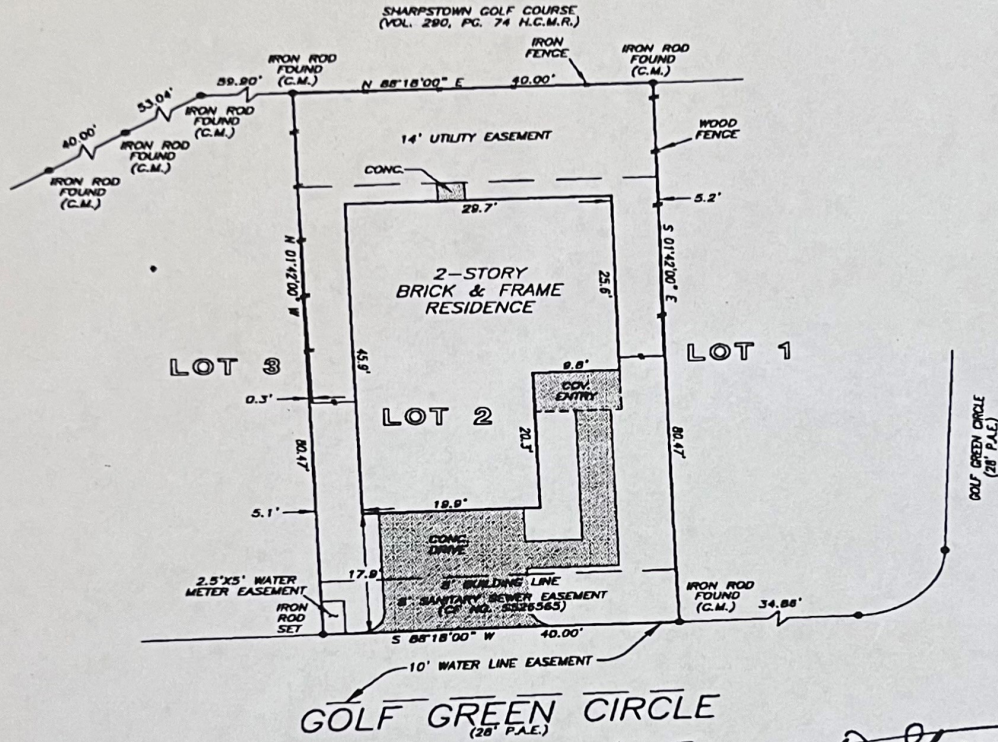 SHARPSTOWN GOLF COURSE
(VOL. 290, PG. 74 H.C.M.R.)
IRON
FENCE
IRON ROD
FOUND
(C.M.)
IRON ROD
FOUND
(C.M.)
59.90'
N 88°18'00" E 40.00'
53.04'
IRON ROD
FOUND
(C.M.)
40.00'
IRON ROD
FOUND
(C.M.)
IRON ROD
FOUND
(C.M.)
WOOD
FENCE
14' UTILITY EASEMENT
CONC.
29.7'
5.2'
N 01°42'00" W
S 01°42'00" E
2-STORY
BRICK & FRAME
RESIDENCE
25.6'
LOT 3
LOT 1
45.9'
9.8'
COV.
ENTRY
0.3'
LOT 2
20.3'
80.47'
80.47'
GOLF GREEN CIRCLE
(28' P.A.E.)
19.9'
5.1'
CONC.
DRIVE
17.9'
2.5'X5' WATER
METER EASEMENT
8' BUILDING LINE
8' SANITARY SEWER EASEMENT
(CF NO. S526565)
IRON
ROD
SET
IRON ROD
FOUND
(C.M.)
34.88'
S 88°18'00" W 40.00'
10' WATER LINE EASEMENT
GOLF GREEN CIRCLE
(28' P.A.E.)